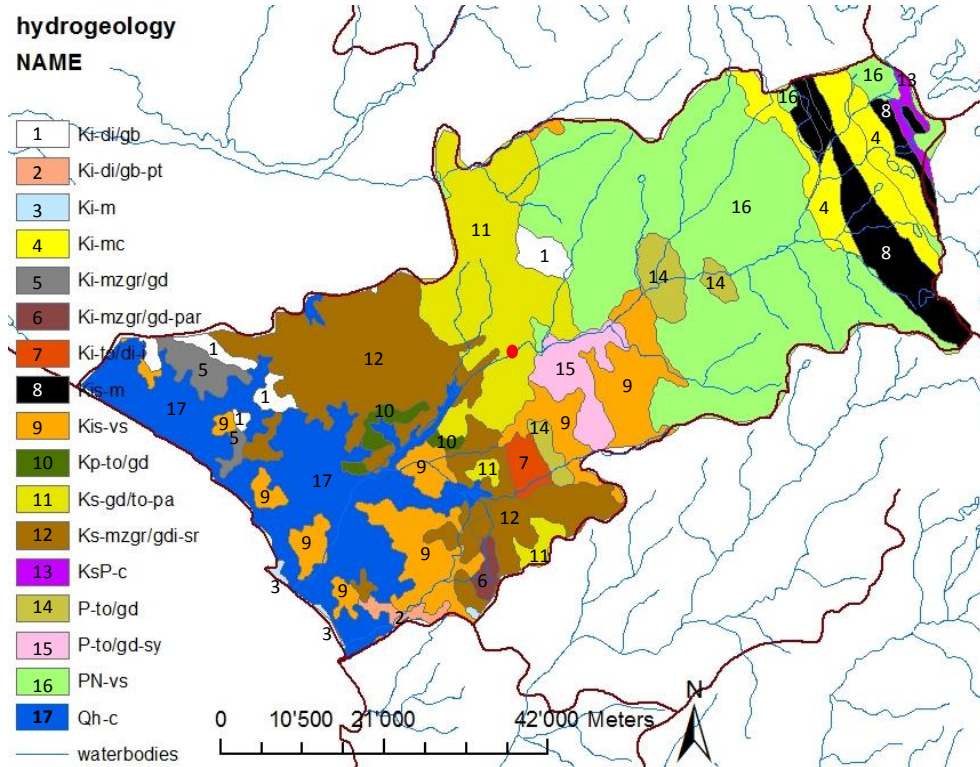 hydrogeology
NAME
1 Ki-di/gb
2 Ki-di/gb-pt
3 Ki-m
4 Ki-mc
5 Ki-mzgr/gd
6 Ki-mzgr/gd-par
7 Ki-to/di-i
8 Kis-m
9 Kis-vs
10 Kp-to/gd
11 Ks-gd/to-pa
12 Ks-mzgr/gdi-sr
13 KsP-c
14 P-to/gd
15 P-to/gd-sy
16 PN-vs
17 Qh-c
waterbodies
16
13
16
8
4
16
4
11
8
1
14
14
12
1
15
5
9
1
17
10
9
1
14
9
5
10
7
9
11
17
9
12
9
9
11
6
9
3
2
3
N
0 10'500 21'000 42'000 Meters